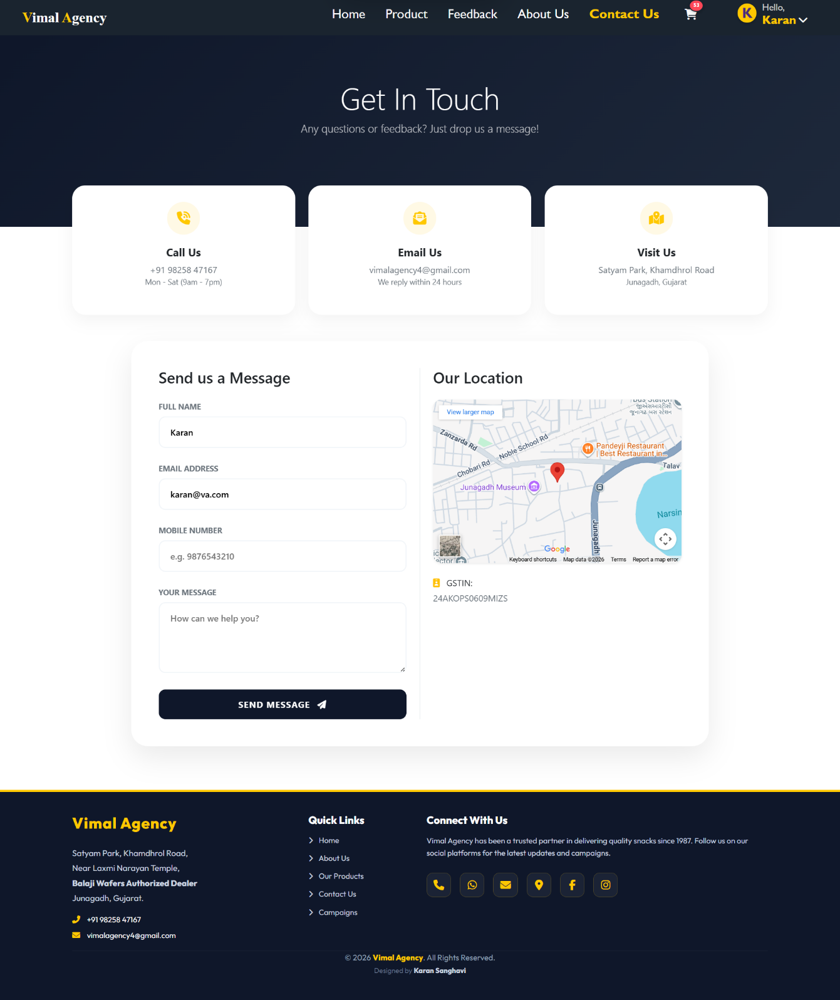 Vimal Agency
Home
Product
Feedback
About Us
Contact Us
53
K
Hello,
Karan
Get In Touch
Any questions or feedback? Just drop us a message!
Call Us
+91 98258 47167
Mon - Sat (9am - 7pm)
Email Us
vimalagency4@gmail.com
We reply within 24 hours
Visit Us
Satyam Park, Khamdhrol Road
Junagadh, Gujarat
Send us a Message
FULL NAME
Karan
EMAIL ADDRESS
karan@va.com
MOBILE NUMBER
e.g. 9876543210
YOUR MESSAGE
How can we help you?
SEND MESSAGE
Our Location
View larger map
Bus Station
જીએસઆરટીસી
જૂનાગઢ બસ સ્ટેશન
Zanzarda Rd
Noble School Rd
Chobari Rd
Pandeyji Restaurant
| Best Restaurant in...
Talav
Junagadh Museum
Narsin
Junagadh
ector
Google
Keyboard shortcuts
Map data ©2026
Terms
Report a map error
GSTIN:
24AKOPS0609MIZS
Vimal Agency
Satyam Park, Khamdhrol Road,
Near Laxmi Narayan Temple,
Balaji Wafers Authorized Dealer
Junagadh, Gujarat.
+91 98258 47167
vimalagency4@gmail.com
Quick Links
Home
About Us
Our Products
Contact Us
Campaigns
Connect With Us
Vimal Agency has been a trusted partner in delivering quality snacks since 1987. Follow us on our
social platforms for the latest updates and campaigns.
© 2026 Vimal Agency. All Rights Reserved.
Designed by Karan Sanghavi